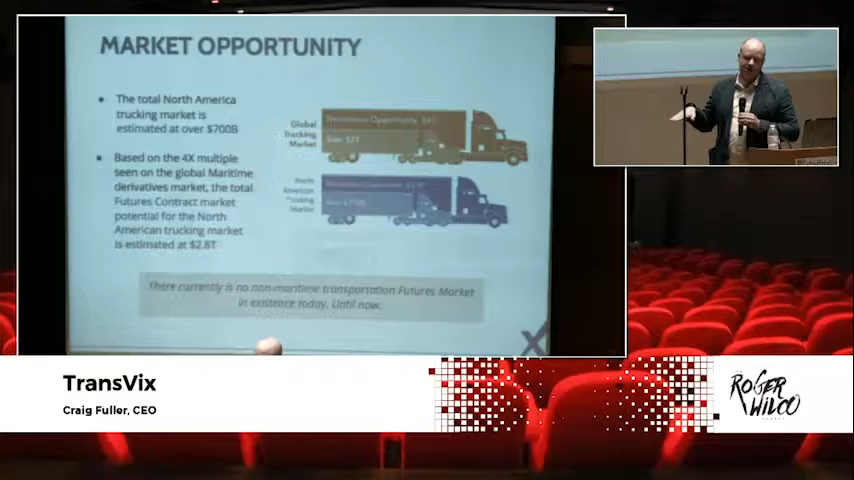 MARKET OPPORTUNITY
• The total North America
trucking market is
estimated at over $700B
• Based on the 4X multiple
seen on the global Maritime
derivatives market, the total
Futures Contract market
potential for the North
American trucking market
is estimated at $2.8T
Global
Trucking
Market
North
American
Trucking
Market
There currently is no non-maritime transportation Futures Market
in existence today. Until now.
X
TransVix
Craig Fuller, CEO
ROGER
WILCO